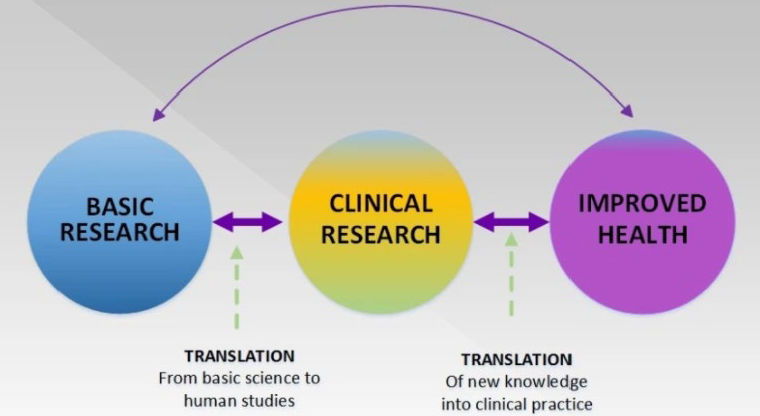 BASIC
RESEARCH
CLINICAL
RESEARCH
IMPROVED
HEALTH
TRANSLATION
From basic science to
human studies
TRANSLATION
Of new knowledge
into clinical practice